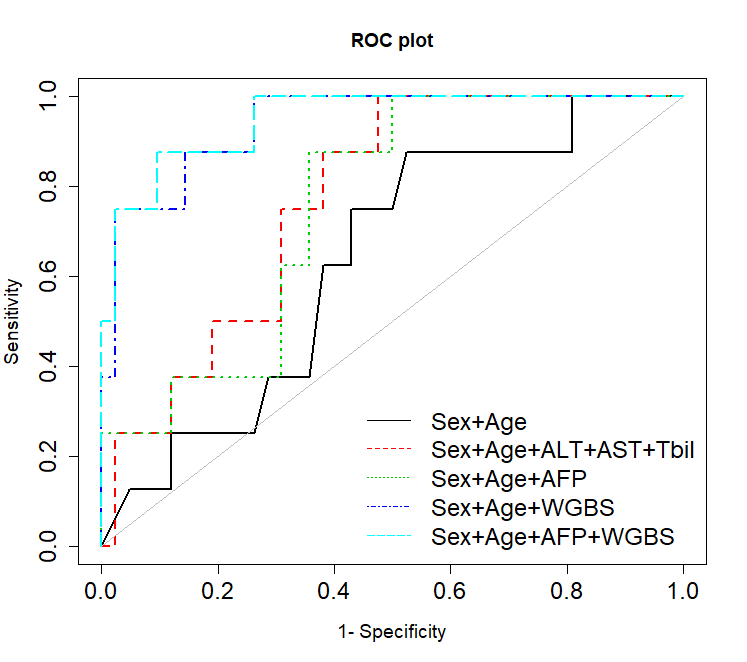 ROC plot
Sensitivity
1.0
0.8
0.6
0.4
0.2
0.0
Sex+Age
Sex+Age+ALT+AST+Tbil
Sex+Age+AFP
Sex+Age+WGBS
Sex+Age+AFP+WGBS
0.0 0.2 0.4 0.6 0.8 1.0
1- Specificity